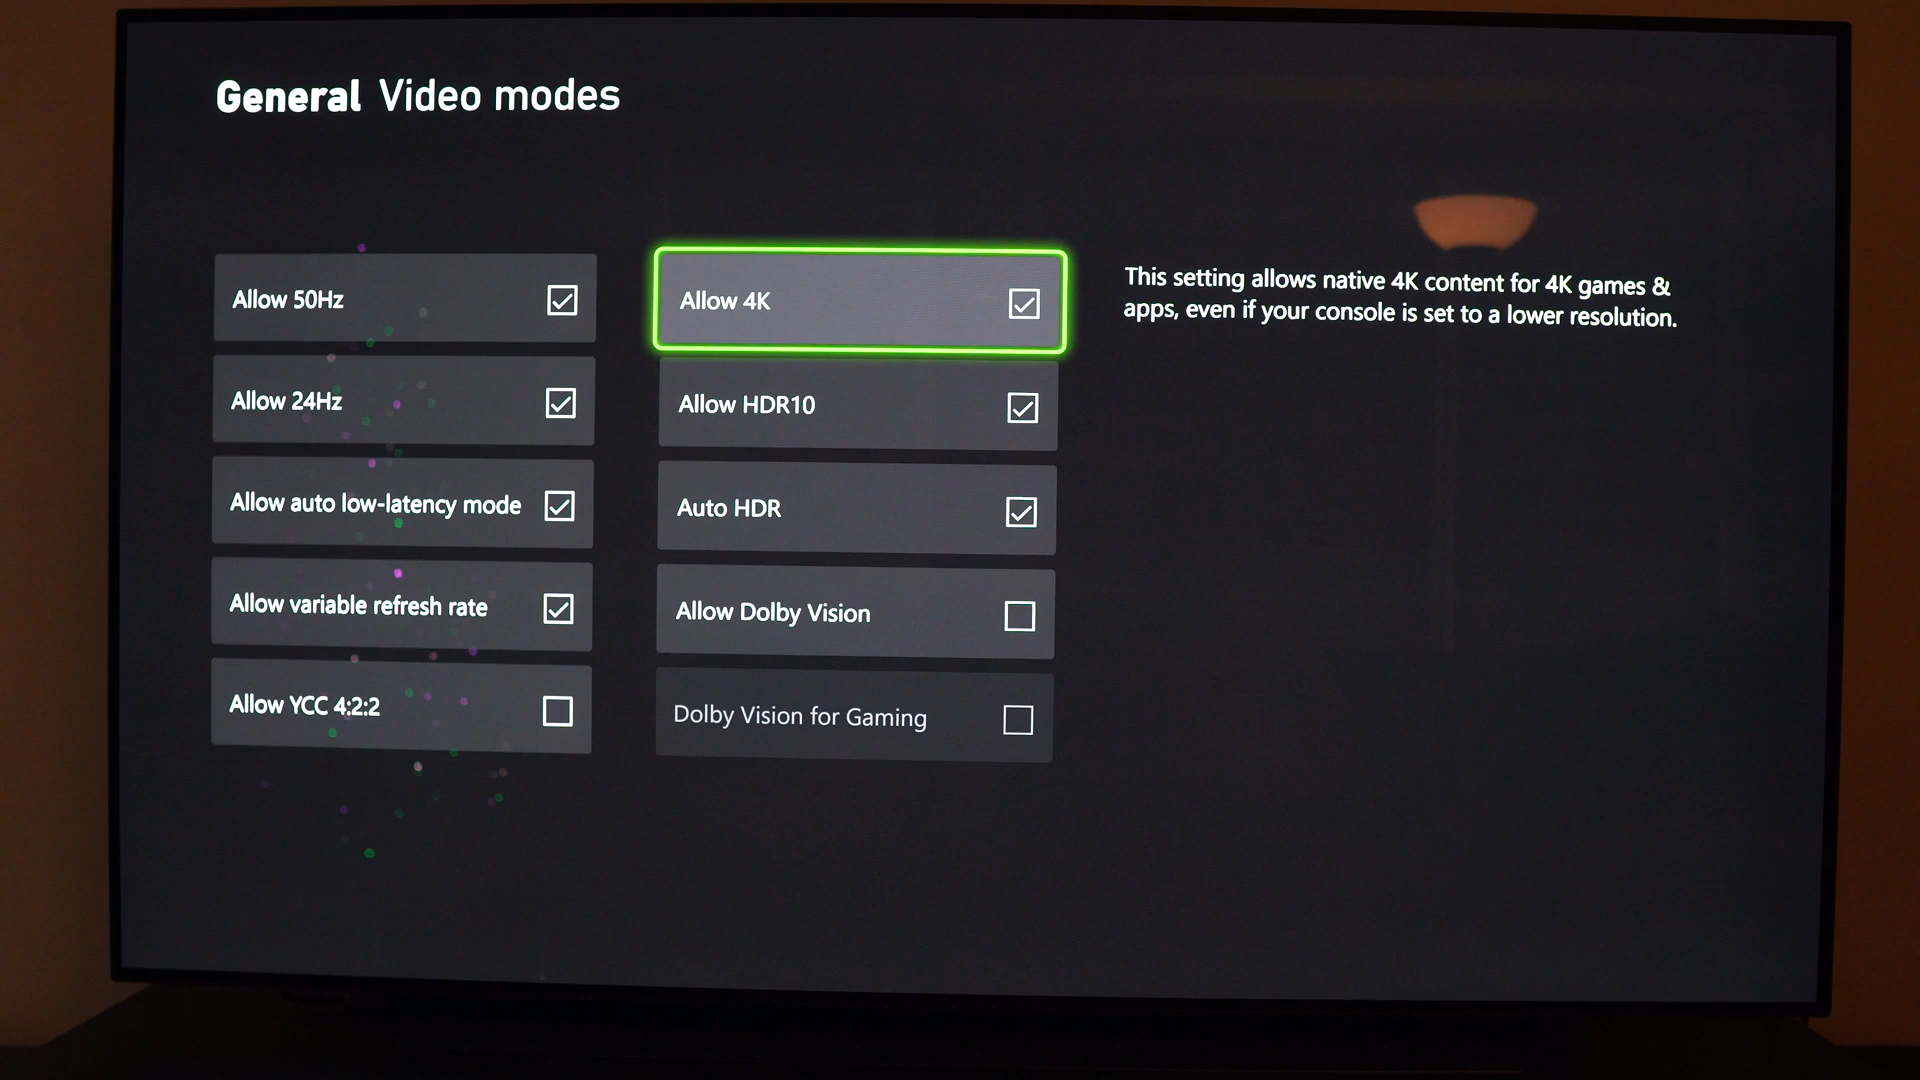 General Video modes
Allow 50Hz
Allow 24Hz
Allow auto low-latency mode
Allow variable refresh rate
Allow YCC 4:2:2
Allow 4K
Allow HDR10
Auto HDR
Allow Dolby Vision
Dolby Vision for Gaming
This setting allows native 4K content for 4K games &
apps, even if your console is set to a lower resolution.